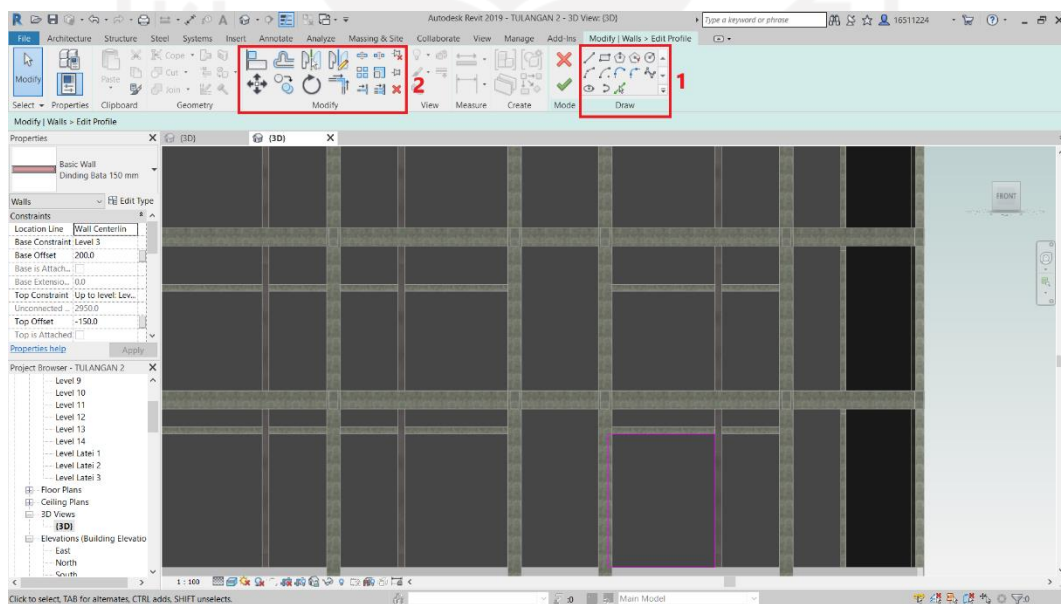 Autodesk Revit 2019 - TULANGAN 2 - 3D View: {3D}
Type a keyword or phrase
16511224
File Architecture Structure Steel Systems Insert Annotate Analyze Massing & Site Collaborate View Manage Add-Ins Modify | Walls > Edit Profile
Modify
Paste
Cope
Cut
Join
2
1
Select Properties Clipboard Geometry Modify View Measure Create Mode Draw
Modify | Walls > Edit Profile
Properties
{3D}
{3D}
Basic Wall
Dinding Bata 150 mm
Walls
Edit Type
Constraints
Location Line Wall Centerlin
Base Constraint Level 3
Base Offset 200.0
Base is Attach...
Base Extensio... 0.0
Top Constraint Up to level: Lev...
Unconnected ... 2950.0
Top Offset -150.0
Top is Attached
Properties help
Apply
FRONT
Project Browser - TULANGAN 2
Level 9
Level 10
Level 11
Level 12
Level 13
Level 14
Level Latei 1
Level Latei 2
Level Latei 3
Floor Plans
Ceiling Plans
3D Views
{3D}
Elevations (Building Elevatio
East
North
South
1 : 100
Click to select, TAB for alternates, CTRL adds, SHIFT unselects.
:0
Main Model
:0